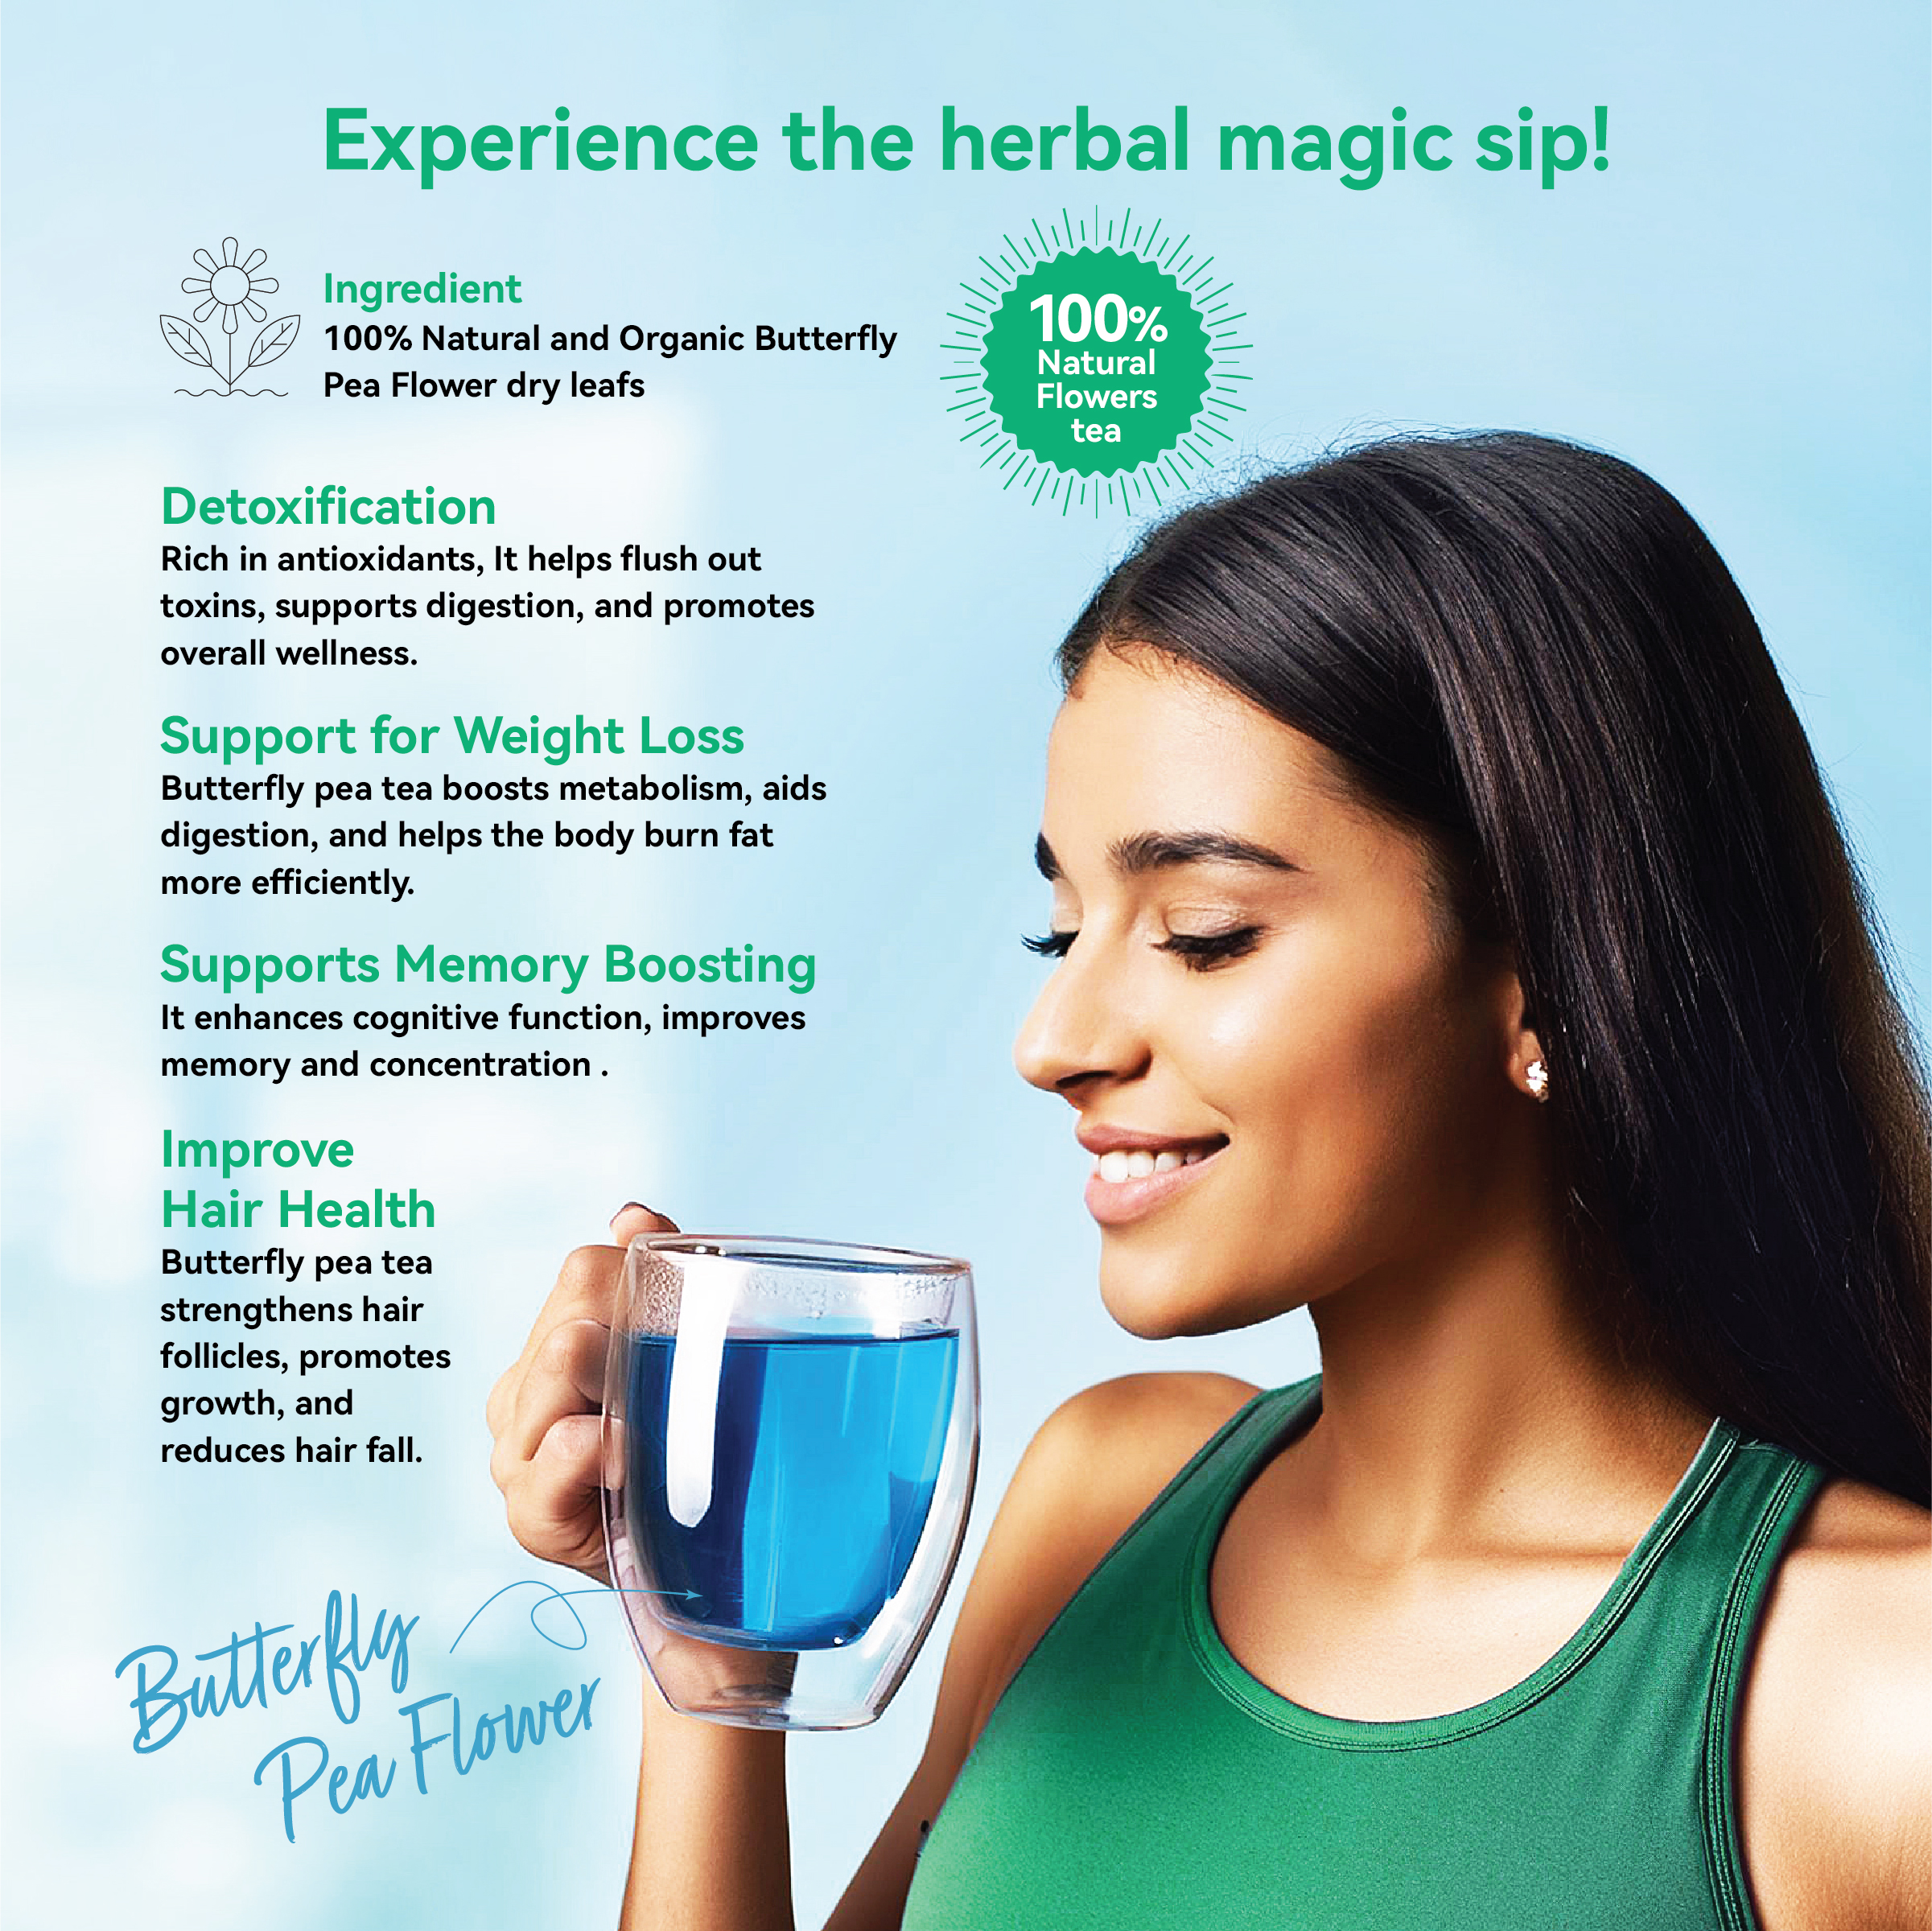 Experience the herbal magic sip!
Ingredient
100% Natural and Organic Butterfly
Pea Flower dry leafs
100%
Natural
Flowers
tea
Detoxification
Rich in antioxidants, It helps flush out
toxins, supports digestion, and promotes
overall wellness.
Support for Weight Loss
Butterfly pea tea boosts metabolism, aids
digestion, and helps the body burn fat
more efficiently.
Supports Memory Boosting
It enhances cognitive function, improves
memory and concentration .
Improve
Hair Health
Butterfly pea tea
strengthens hair
follicles, promotes
growth, and
reduces hair fall.
Butterfly
Pea Flower